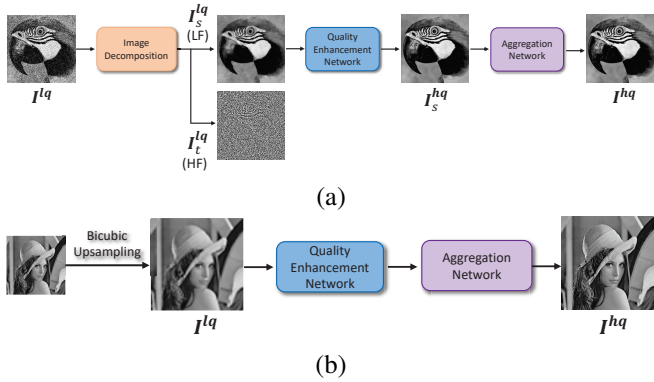 I_s^{lq}
(LF)
Image
Decomposition
Quality
Enhancement
Network
Aggregation
Network
I^{lq}
I_s^{hq}
I^{hq}
I_t^{lq}
(HF)
(a)
Bicubic
Upsampling
Quality
Enhancement
Network
Aggregation
Network
I^{lq}
I^{hq}
(b)